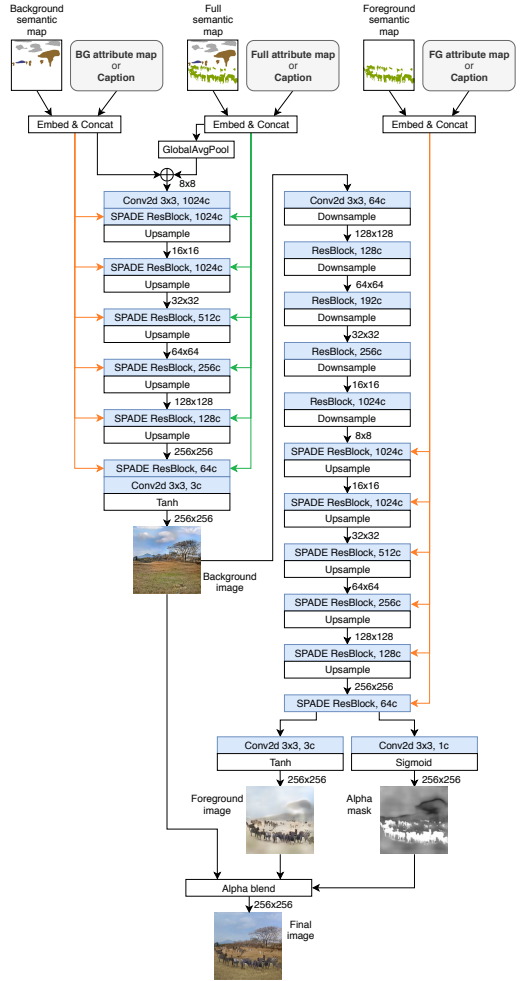 Background
semantic
map
Full
semantic
map
Foreground
semantic
map
BG attribute map
or
Caption
Full attribute map
or
Caption
FG attribute map
or
Caption
Embed & Concat
Embed & Concat
Embed & Concat
GlobalAvgPool
8x8
Conv2d 3x3, 1024c
SPADE ResBlock, 1024c
Upsample
16x16
SPADE ResBlock, 1024c
Upsample
32x32
SPADE ResBlock, 512c
Upsample
64x64
SPADE ResBlock, 256c
Upsample
128x128
SPADE ResBlock, 128c
Upsample
256x256
SPADE ResBlock, 64c
Conv2d 3x3, 3c
Tanh
256x256
Background
image
Conv2d 3x3, 64c
Downsample
128x128
ResBlock, 128c
Downsample
64x64
ResBlock, 192c
Downsample
32x32
ResBlock, 256c
Downsample
16x16
ResBlock, 1024c
Downsample
8x8
SPADE ResBlock, 1024c
Upsample
16x16
SPADE ResBlock, 1024c
Upsample
32x32
SPADE ResBlock, 512c
Upsample
64x64
SPADE ResBlock, 256c
Upsample
128x128
SPADE ResBlock, 128c
Upsample
256x256
SPADE ResBlock, 64c
Conv2d 3x3, 3c
Tanh
256x256
Foreground
image
Conv2d 3x3, 1c
Sigmoid
256x256
Alpha
mask
Alpha blend
256x256
Final
image